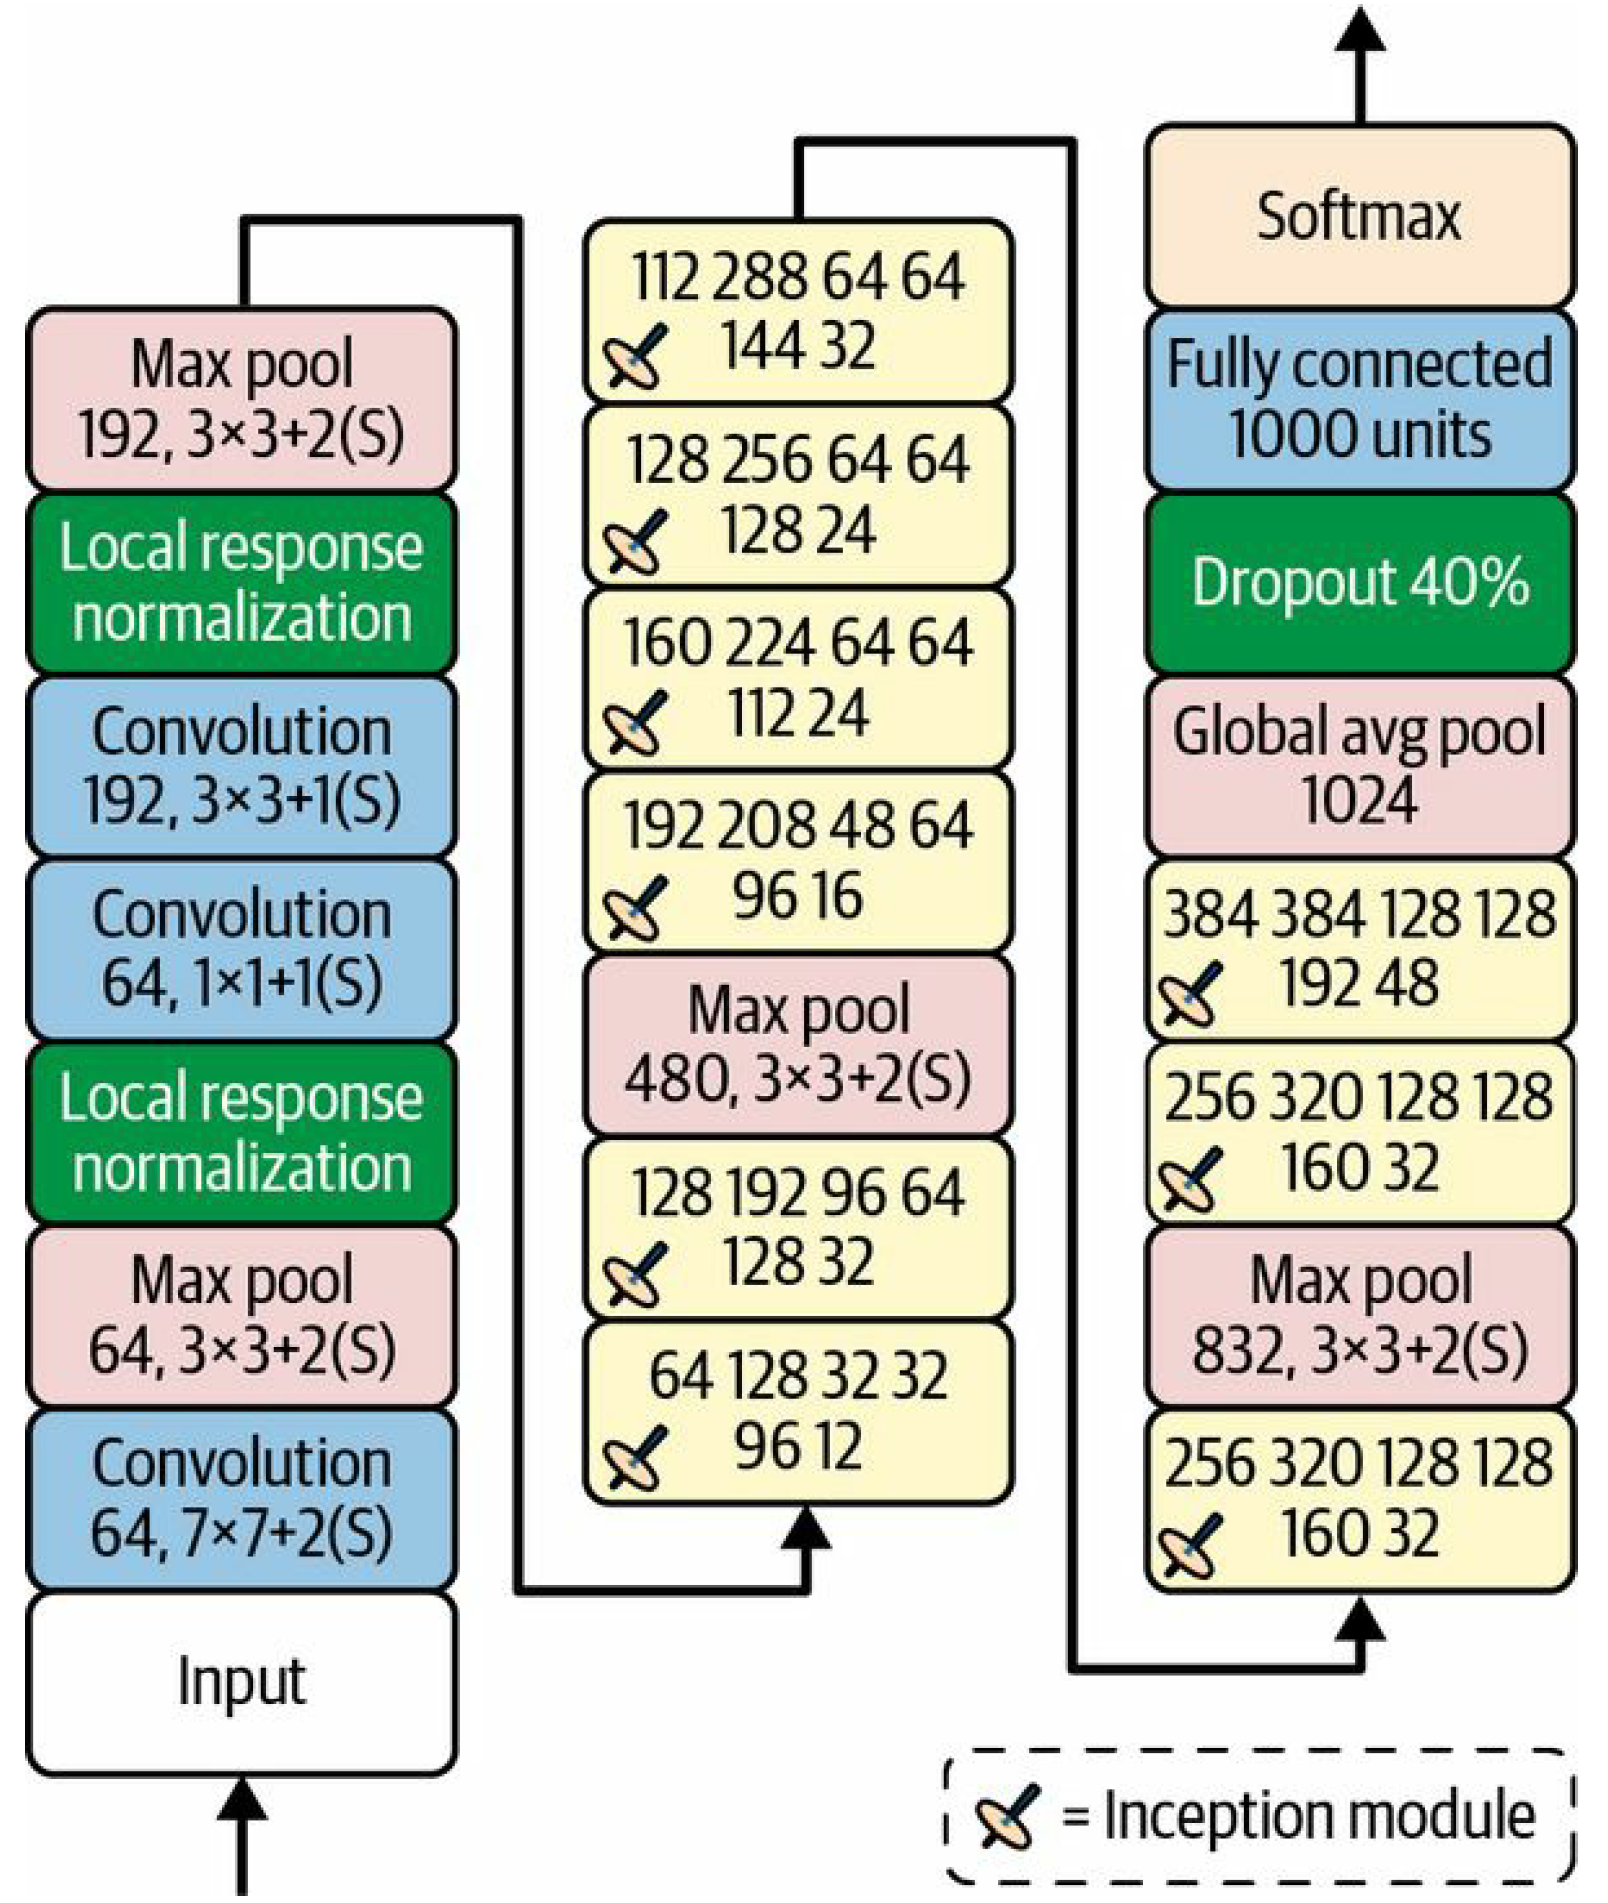 Max pool
192, 3×3+2(S)
Local response
normalization
Convolution
192, 3×3+1(S)
Convolution
64, 1×1+1(S)
Local response
normalization
Max pool
64, 3×3+2(S)
Convolution
64, 7×7+2(S)
Input
112 288 64 64
144 32
128 256 64 64
128 24
160 224 64 64
112 24
192 208 48 64
96 16
Max pool
480, 3×3+2(S)
128 192 96 64
128 32
64 128 32 32
96 12
Softmax
Fully connected
1000 units
Dropout 40%
Global avg pool
1024
384 384 128 128
192 48
256 320 128 128
160 32
Max pool
832, 3×3+2(S)
256 320 128 128
160 32
= Inception module